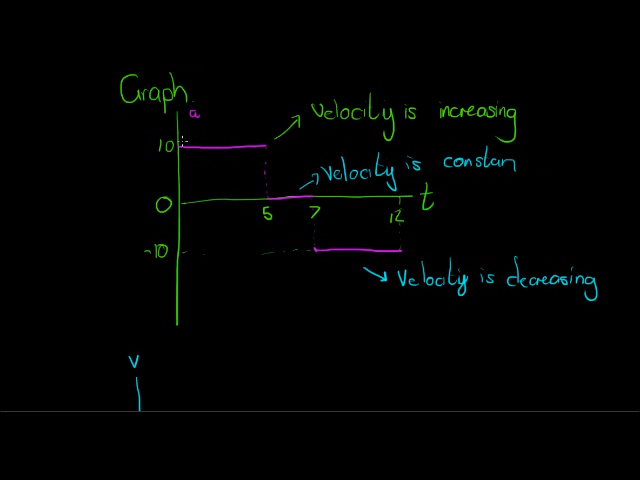 Graph.
a
Velocity is increasing
10
Velocity is constan
0
5
7
12
t
-10
Velocity is decreasing
V